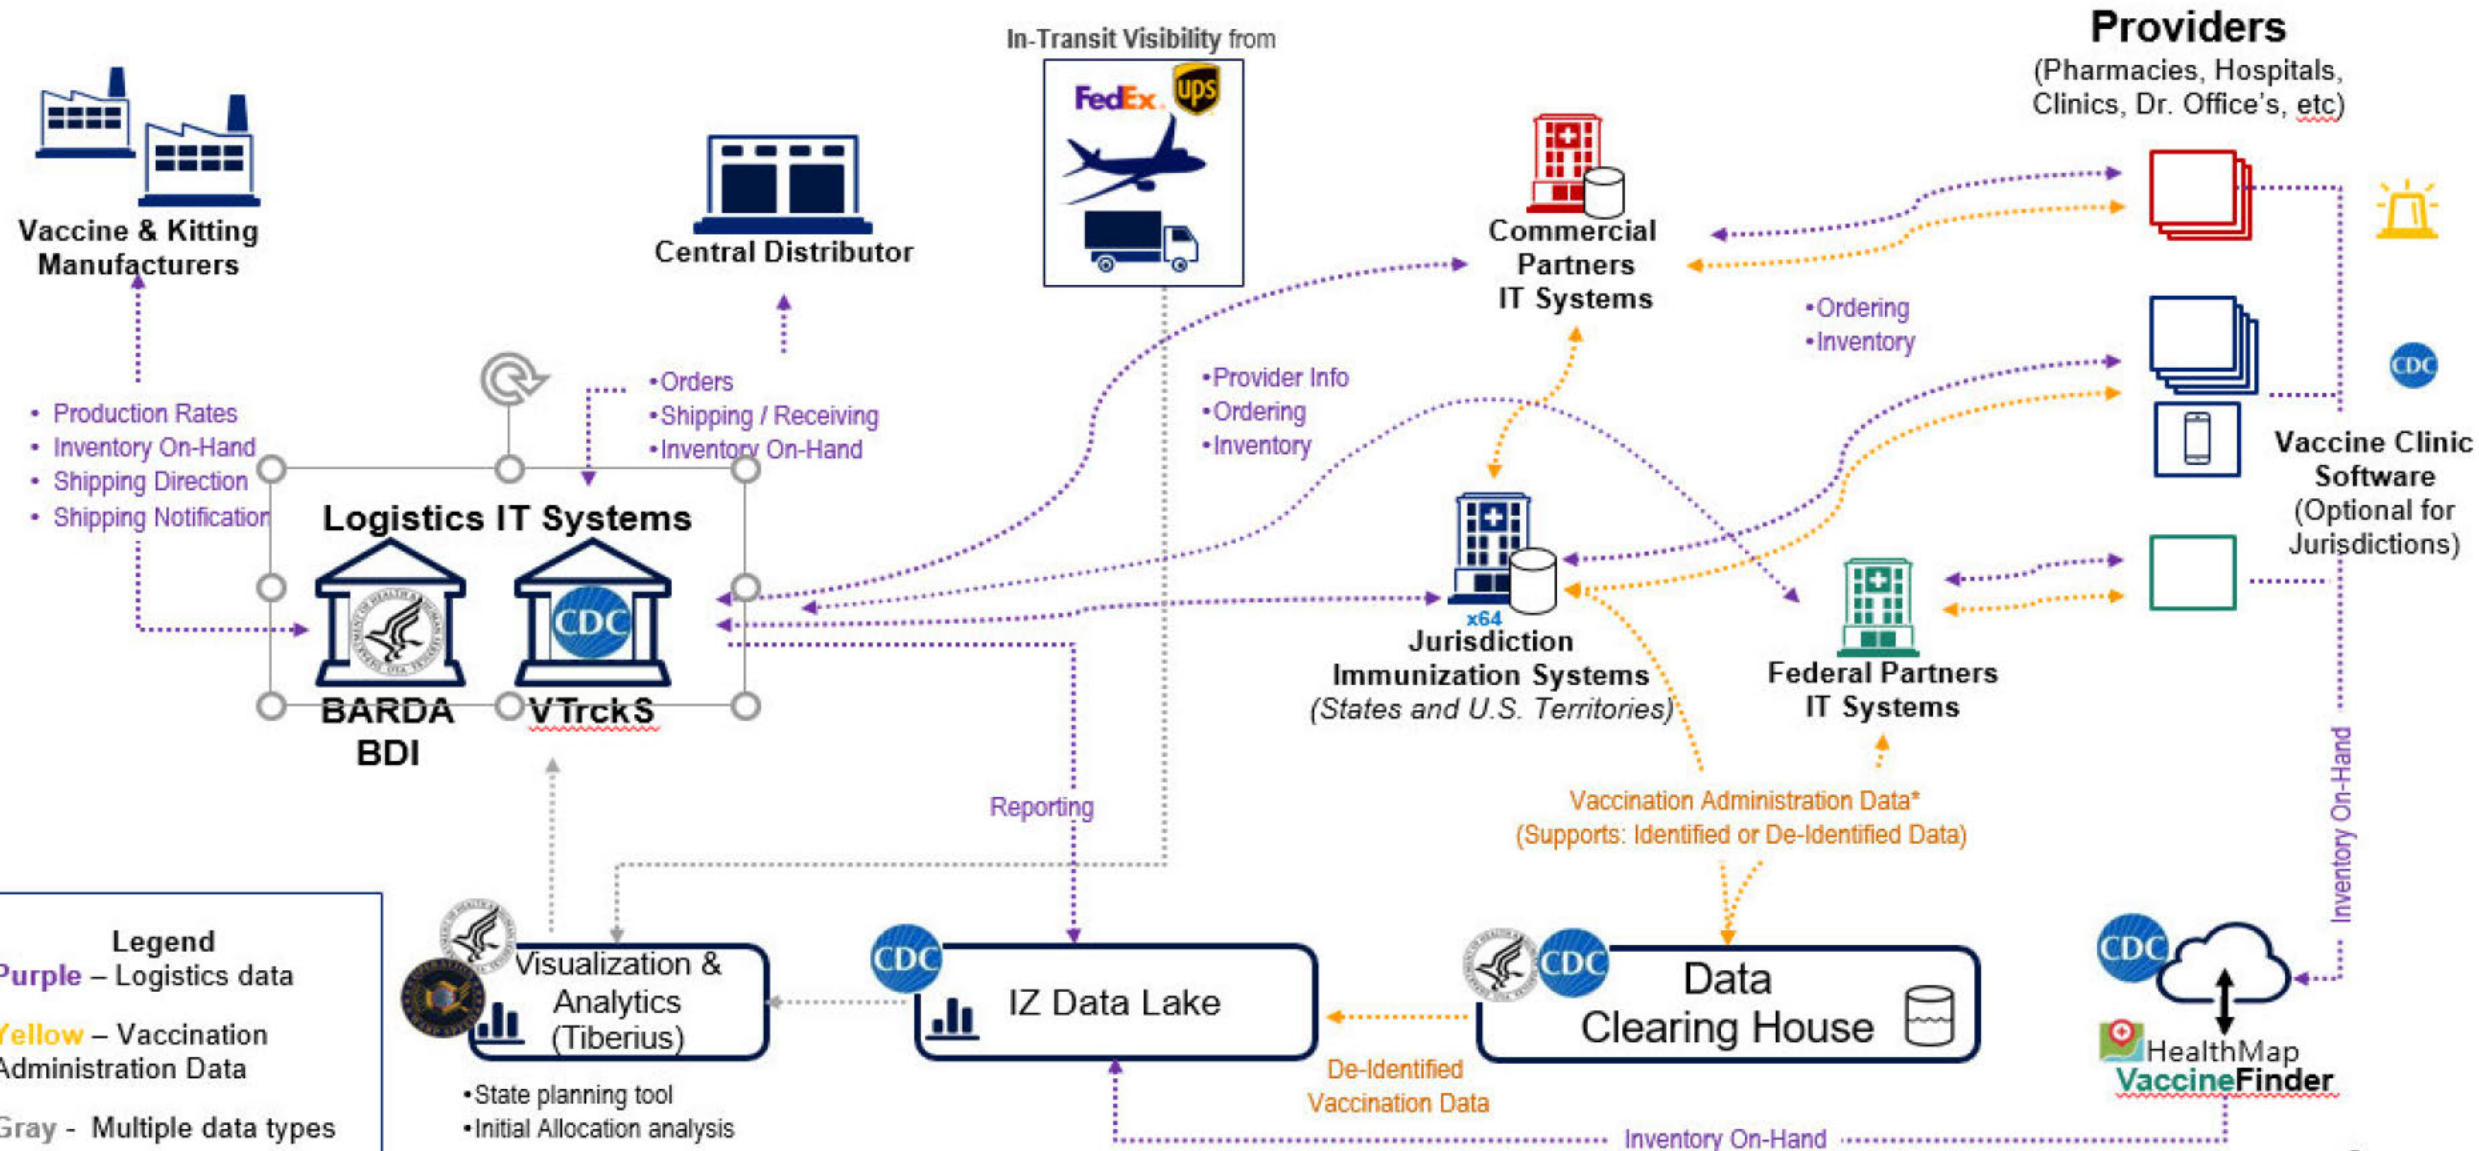 In-Transit Visibility from
FedEx
ups
Providers
(Pharmacies, Hospitals,
Clinics, Dr. Office's, etc)
Vaccine & Kitting
Manufacturers
Central Distributor
Commercial
Partners
IT Systems
•Ordering
•Inventory
• Production Rates
• Inventory On-Hand
• Shipping Direction
• Shipping Notification
•Orders
•Shipping / Receiving
•Inventory On-Hand
•Provider Info
•Ordering
•Inventory
CDC
Vaccine Clinic
Software
(Optional for
Jurisdictions)
Logistics IT Systems
CDC
BARDA
BDI
VTrckS
x64
Jurisdiction
Immunization Systems
(States and U.S. Territories)
Federal Partners
IT Systems
Reporting
Vaccination Administration Data*
(Supports: Identified or De-Identified Data)
Inventory On-Hand
Legend
Purple – Logistics data
Yellow – Vaccination
Administration Data
Gray - Multiple data types
Visualization &
Analytics
(Tiberius)
•State planning tool
•Initial Allocation analysis
CDC
IZ Data Lake
De-Identified
Vaccination Data
CDC
Data
Clearing House
CDC
HealthMap
VaccineFinder
Inventory On-Hand